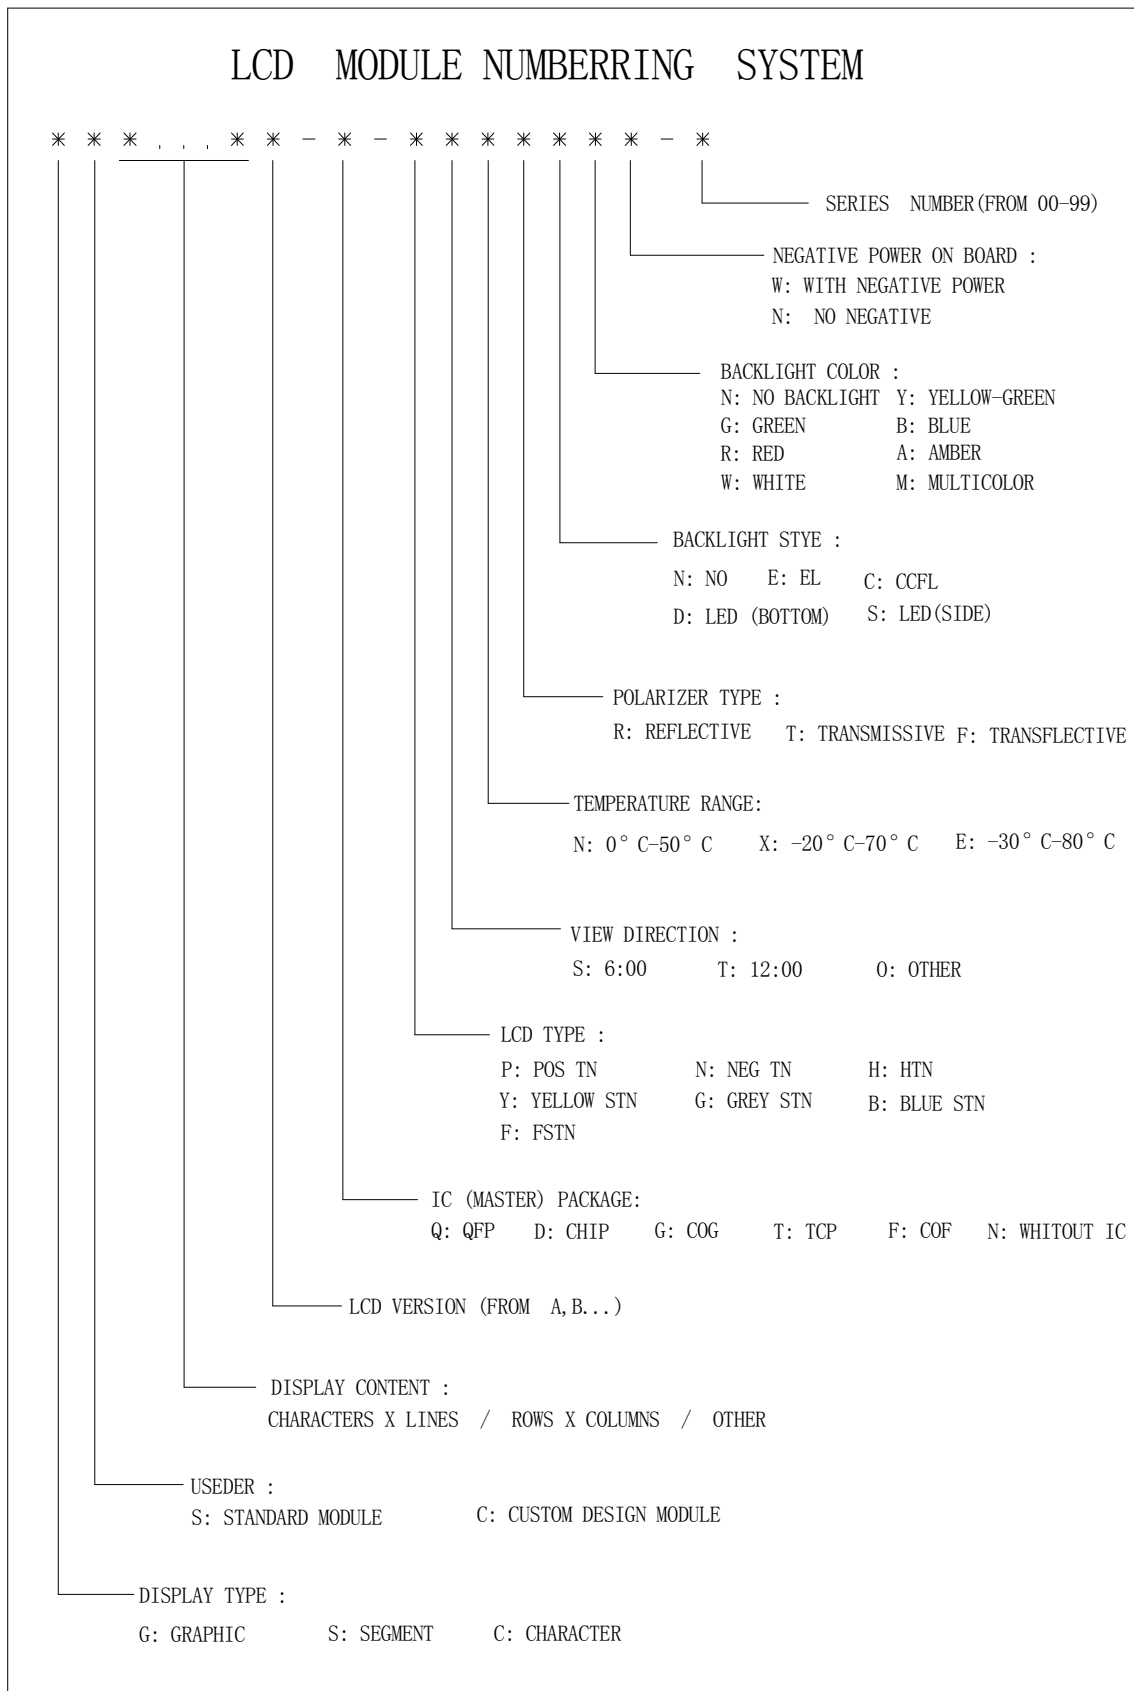 LCD MODULE NUMBERRING SYSTEM
* * * . . . * * - * - * * * * * * * - *
SERIES NUMBER(FROM 00-99)
NEGATIVE POWER ON BOARD :
W: WITH NEGATIVE POWER
N: NO NEGATIVE
BACKLIGHT COLOR :
N: NO BACKLIGHT Y: YELLOW-GREEN
G: GREEN B: BLUE
R: RED A: AMBER
W: WHITE M: MULTICOLOR
BACKLIGHT STYE :
N: NO E: EL C: CCFL
D: LED (BOTTOM) S: LED(SIDE)
POLARIZER TYPE :
R: REFLECTIVE T: TRANSMISSIVE F: TRANSFLECTIVE
TEMPERATURE RANGE:
N: 0° C-50° C X: -20° C-70° C E: -30° C-80° C
VIEW DIRECTION :
S: 6:00 T: 12:00 O: OTHER
LCD TYPE :
P: POS TN N: NEG TN H: HTN
Y: YELLOW STN G: GREY STN B: BLUE STN
F: FSTN
IC (MASTER) PACKAGE:
Q: QFP D: CHIP G: COG T: TCP F: COF N: WHITOUT IC
LCD VERSION (FROM A,B...)
DISPLAY CONTENT :
CHARACTERS X LINES / ROWS X COLUMNS / OTHER
USEDER :
S: STANDARD MODULE C: CUSTOM DESIGN MODULE
DISPLAY TYPE :
G: GRAPHIC S: SEGMENT C: CHARACTER